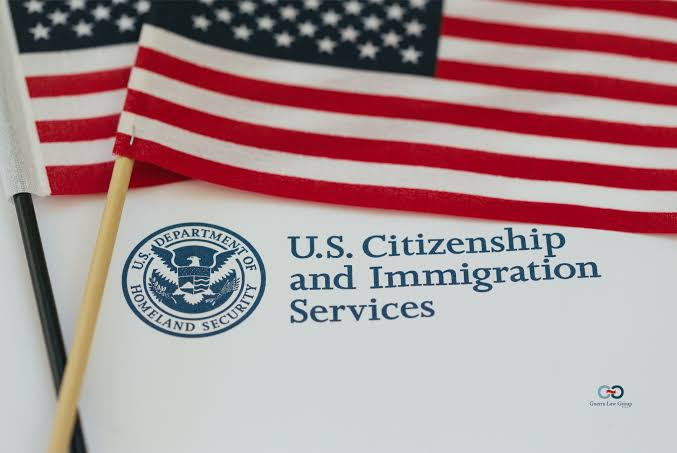 U.S. DEPARTMENT OF
HOMELAND SECURITY
U.S. Citizenship
and Immigration
Services
Guerra Law Group